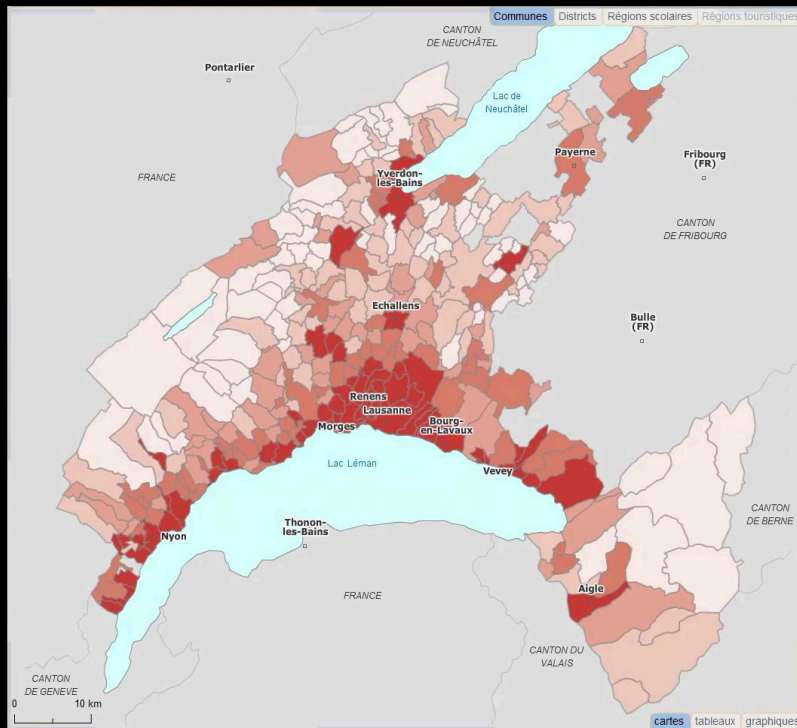 Communes Districts Régions scolaires Régions touristiques
CANTON
DE NEUCHÂTEL
Pontarlier
Lac de
Neuchâtel
Payerne
Fribourg
(FR)
FRANCE
Yverdon-
les-Bains
CANTON
DE FRIBOURG
Echallens
Bulle
(FR)
Renens
Lausanne
Morges
Bourg-
en-Lavaux
Lac Léman
Vevey
CANTON
DE BERNE
Nyon
Thonon-
les-Bains
FRANCE
Aigle
CANTON DU
VALAIS
CANTON
DE GENEVE
0 10 km
cartes tableaux graphiques